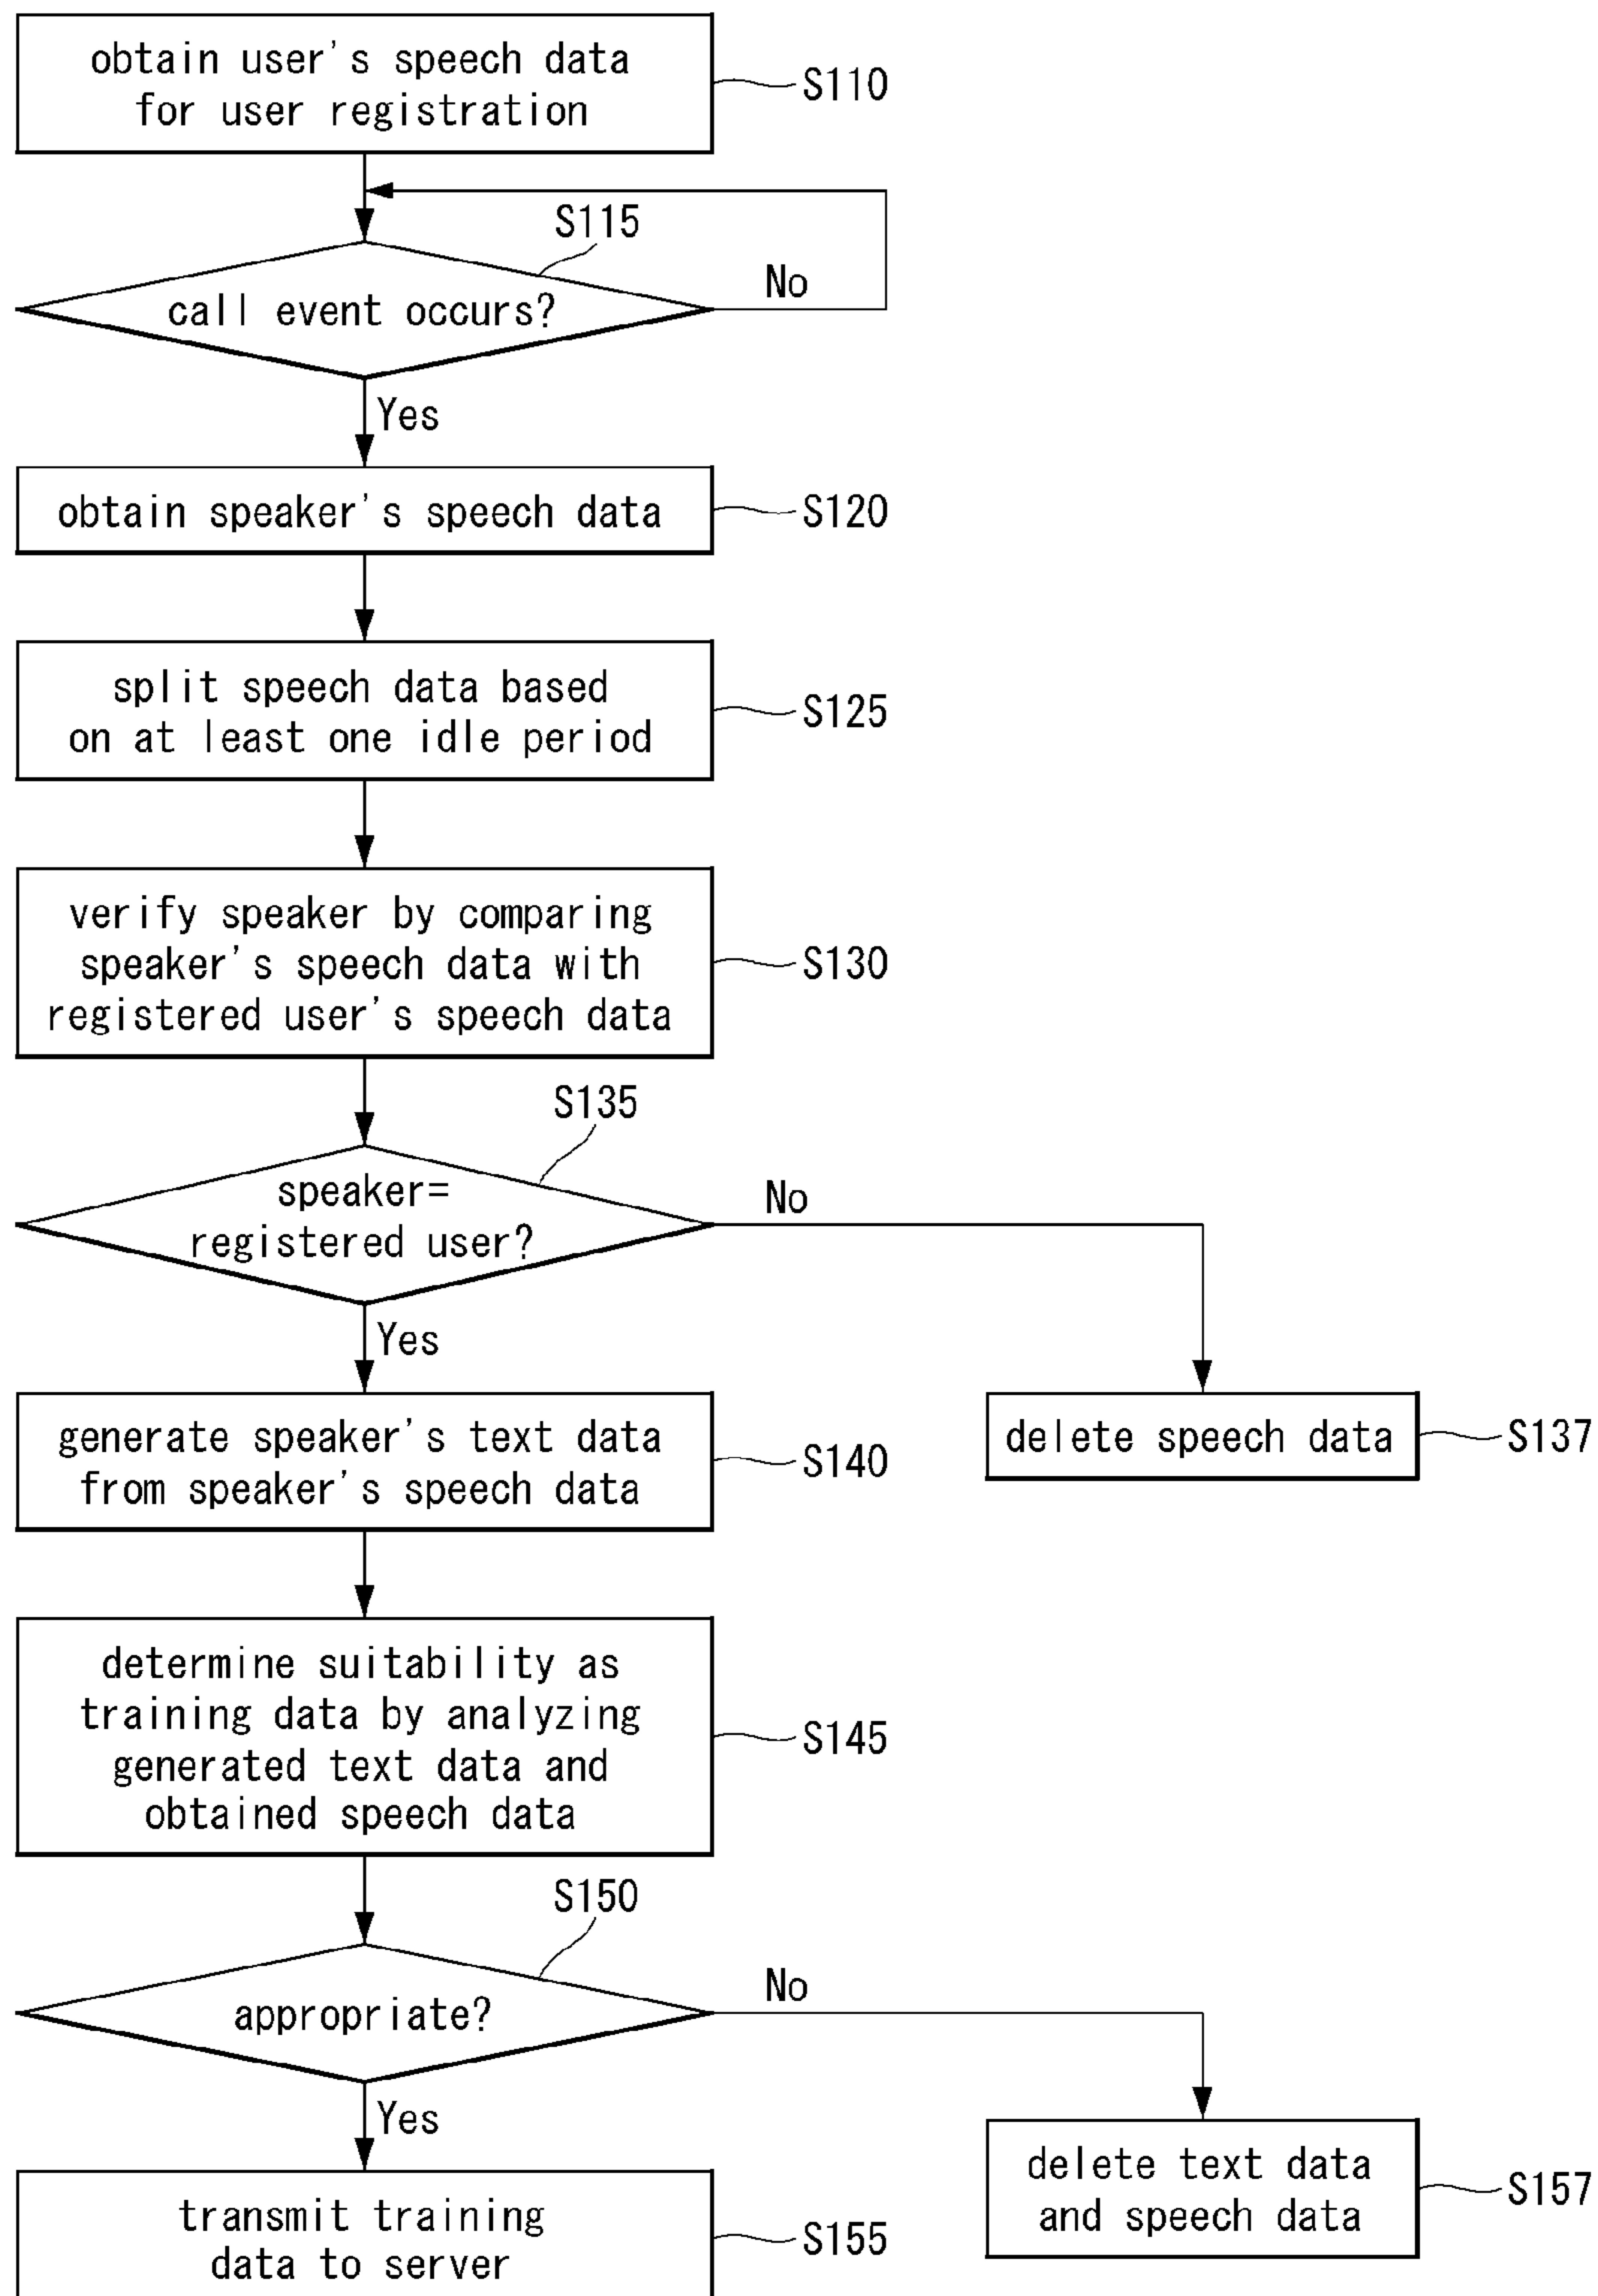 obtain user's speech data
for user registration
S110
S115
call event occurs?
No
Yes
obtain speaker's speech data
S120
split speech data based
on at least one idle period
S125
verify speaker by comparing
speaker's speech data with
registered user's speech data
S130
S135
speaker=
registered user?
No
Yes
generate speaker's text data
from speaker's speech data
S140
delete speech data
S137
determine suitability as
training data by analyzing
generated text data and
obtained speech data
S145
S150
appropriate?
No
Yes
transmit training
data to server
S155
delete text data
and speech data
S157